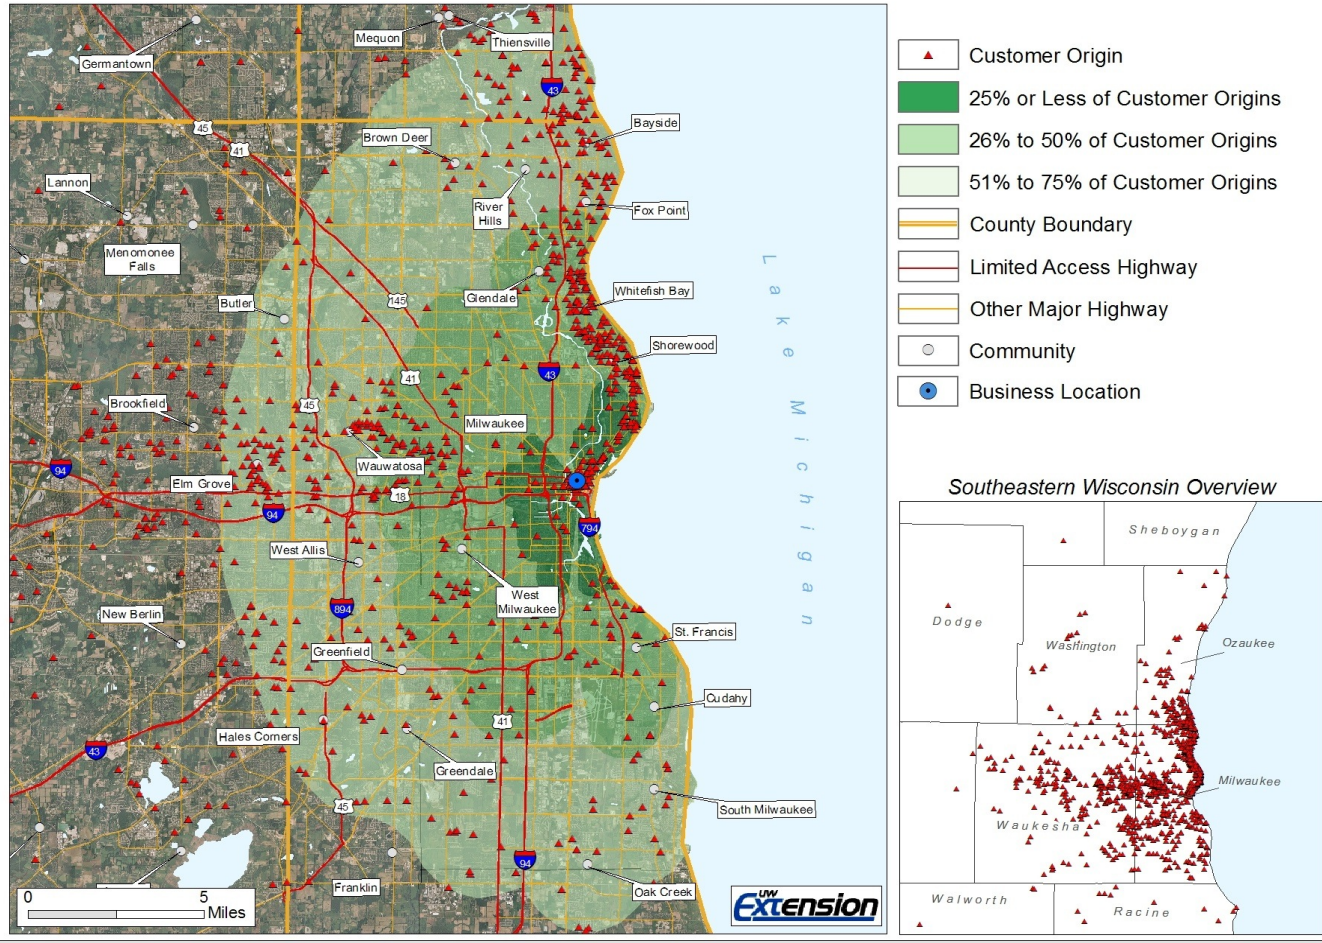 Mequon
Thiensville
Germantown
43
45
41
Bayside
Brown Deer
Lannon
River
Hills
Fox Point
Menomonee
Falls
Glendale
Whitefish Bay
Butler
145
Shorewood
43
41
45
Brookfield
Milwaukee
Wauwatosa
94
Elm Grove
18
94
794
West Allis
West
Milwaukee
894
New Berlin
St. Francis
Greenfield
Cudahy
41
Hales Corners
43
Greendale
45
South Milwaukee
94
Franklin
Oak Creek
Lake Michigan
0 5
Miles
UW
Extension
Customer Origin
25% or Less of Customer Origins
26% to 50% of Customer Origins
51% to 75% of Customer Origins
County Boundary
Limited Access Highway
Other Major Highway
Community
Business Location
Southeastern Wisconsin Overview
Sheboygan
Dodge
Washington
Ozaukee
Milwaukee
Waukesha
Walworth
Racine